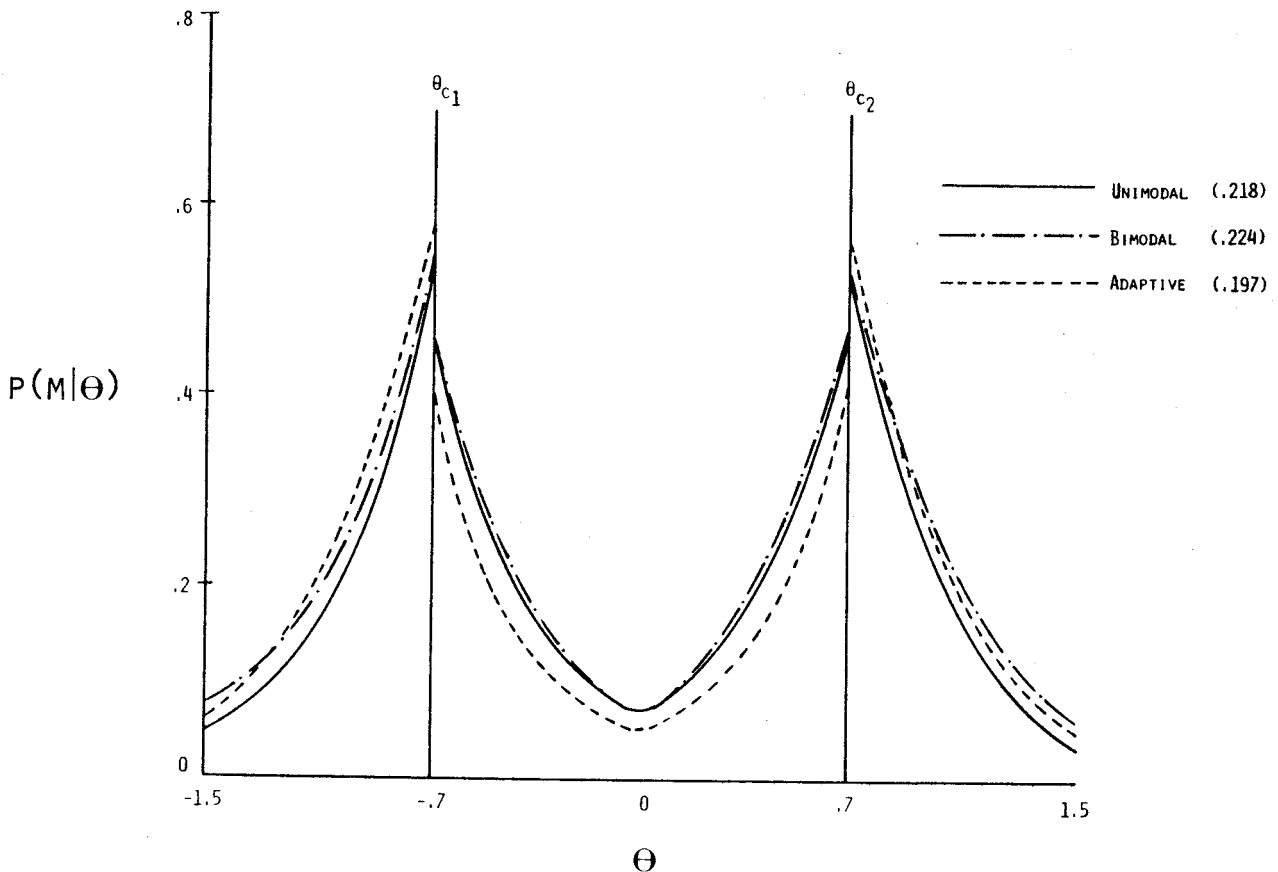 .8
θc1
θc2
.6
UNIMODAL (.218)
BIMODAL (.224)
ADAPTIVE (.197)
P(M|Θ)
.4
.2
0
-1.5
-.7
0
.7
1.5
Θ